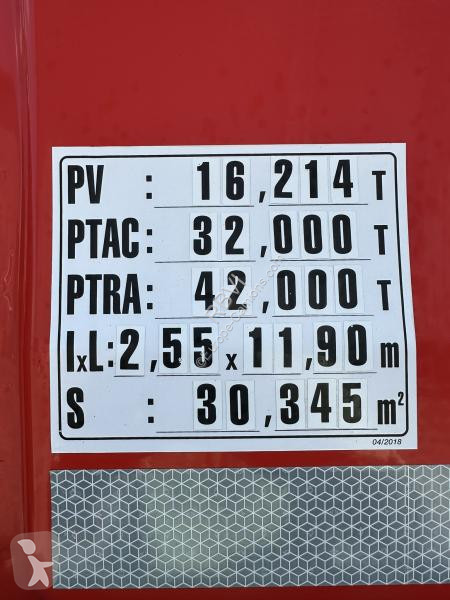 PV : 16,214 T
PTAC: 32,000 T
PTRA: 42,000 T
IxL: 2,55 x 11,90 m
S : 30,345 m²
04/2018